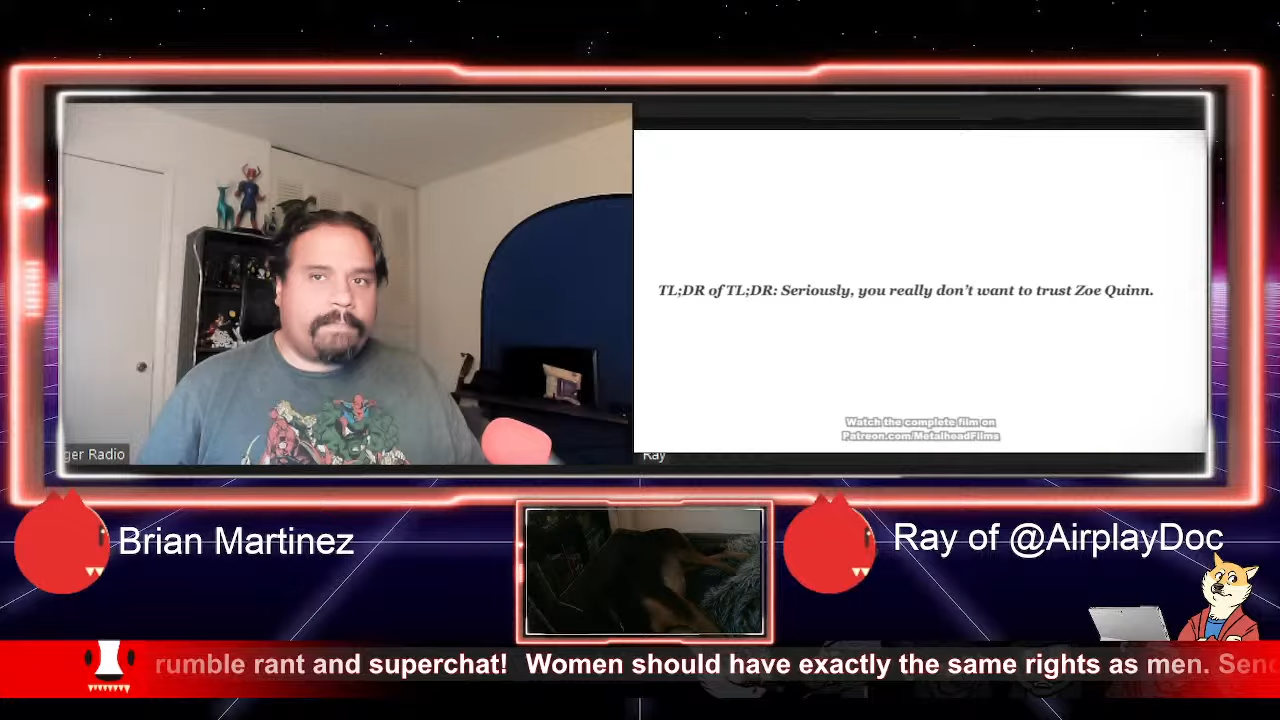 TL;DR of TL;DR: Seriously, you really don't want to trust Zoe Quinn.
Watch the complete film on
Patreon.com/MetalheadFilms
ger Radio
Ray
Brian Martinez
Ray of @AirplayDoc
rumble rant and superchat! Women should have exactly the same rights as men. Send